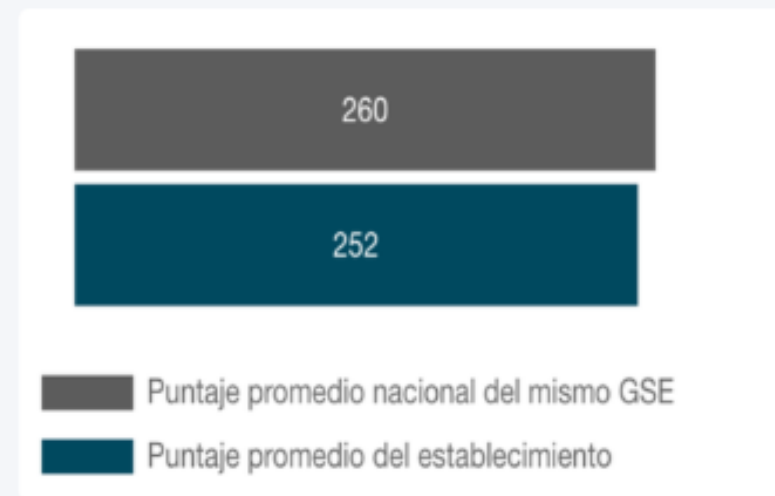 260
252
Puntaje promedio nacional del mismo GSE
Puntaje promedio del establecimiento